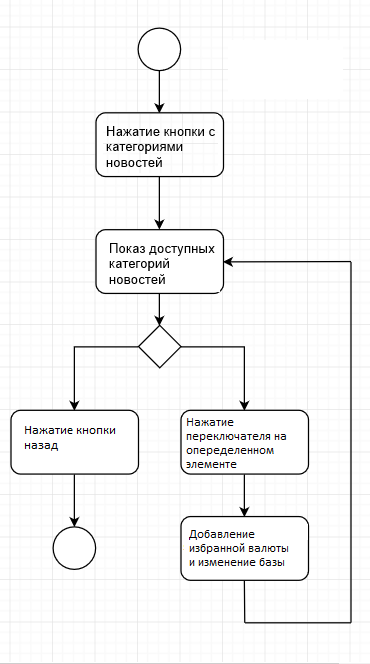 Нажатие кнопки с
категориями
новостей
Показ доступных
категорий
новостей
Нажатие кнопки
назад
Нажатие
переключателя на
опеределенном
элементе
Добавление
избранной валюты
и изменение базы